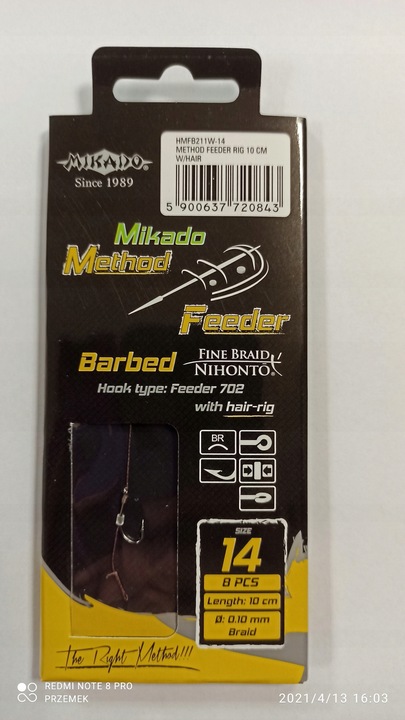 HMFB211W-14
METHOD FEEDER RIG 10 CM
W/HAIR
5 900637 720843
MIKADO
Since 1989
Mikado
Method
Feeder
Barbed
FINE BRAID
NIHONTO
Hook type: Feeder 702
with hair-rig
BR
SIZE
14
8 PCS
Length: 10 cm
Ø: 0.10 mm
Braid
The Right Method!!!
REDMI NOTE 8 PRO
PRZEMEK
2021/4/13 16:03